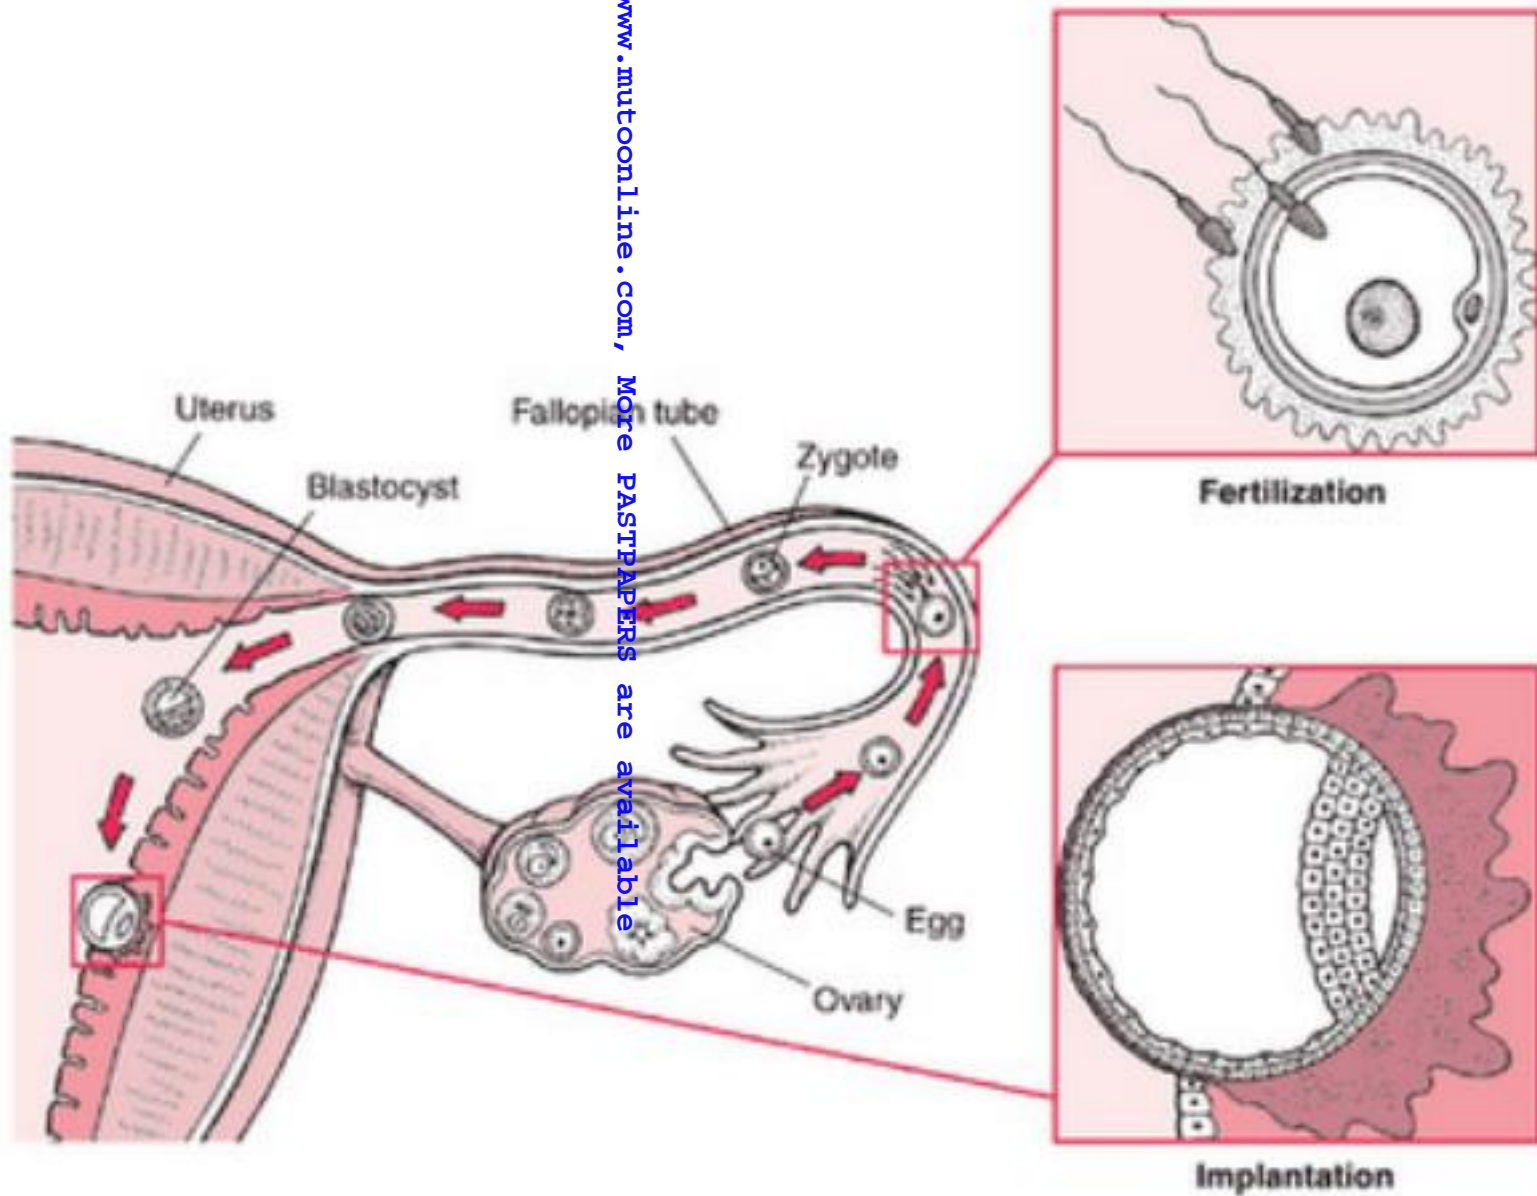 www.mutoonline.com, More PASTPAPERS are available
Uterus
Fallopian tube
Blastocyst
Zygote
Fertilization
Egg
Ovary
Implantation